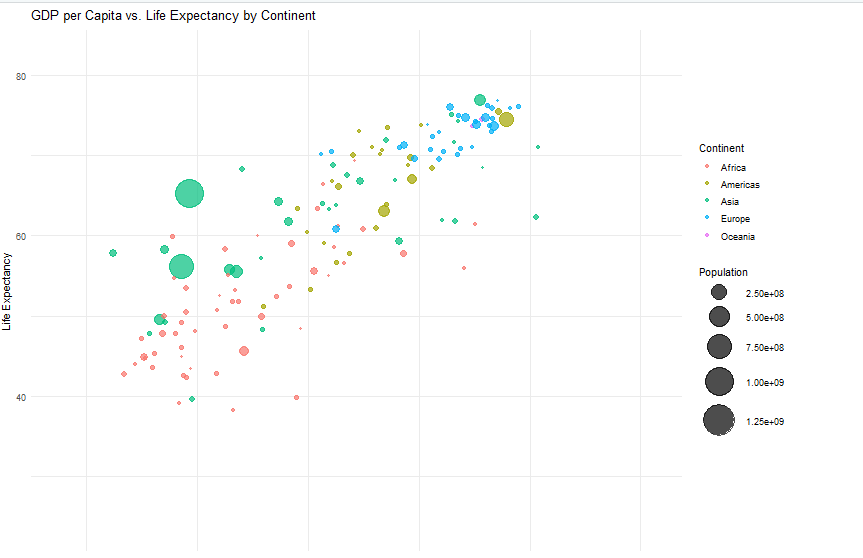 GDP per Capita vs. Life Expectancy by Continent
80
60
40
Life Expectancy
Continent
Africa
Americas
Asia
Europe
Oceania
Population
2.50e+08
5.00e+08
7.50e+08
1.00e+09
1.25e+09